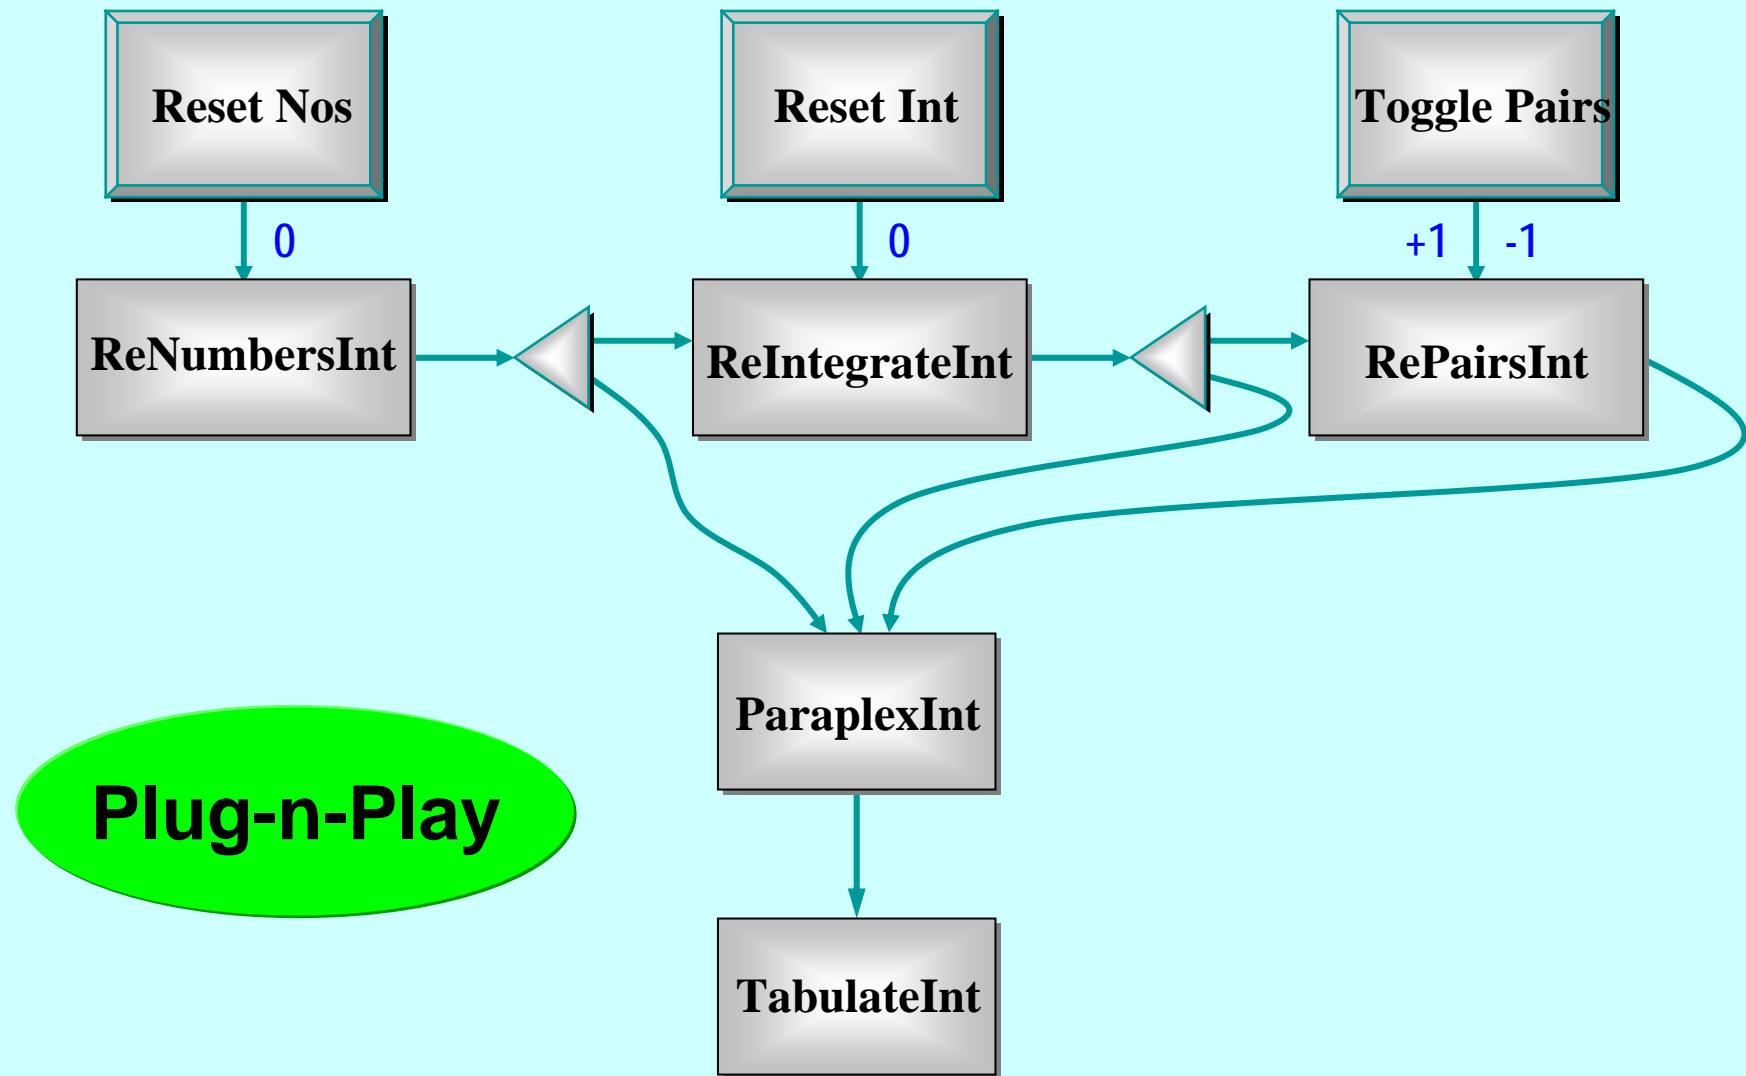 Reset Nos
Reset Int
Toggle Pairs
0
0
+1 -1
ReNumbersInt
ReIntegrateInt
RePairsInt
ParaplexInt
Plug-n-Play
TabulateInt